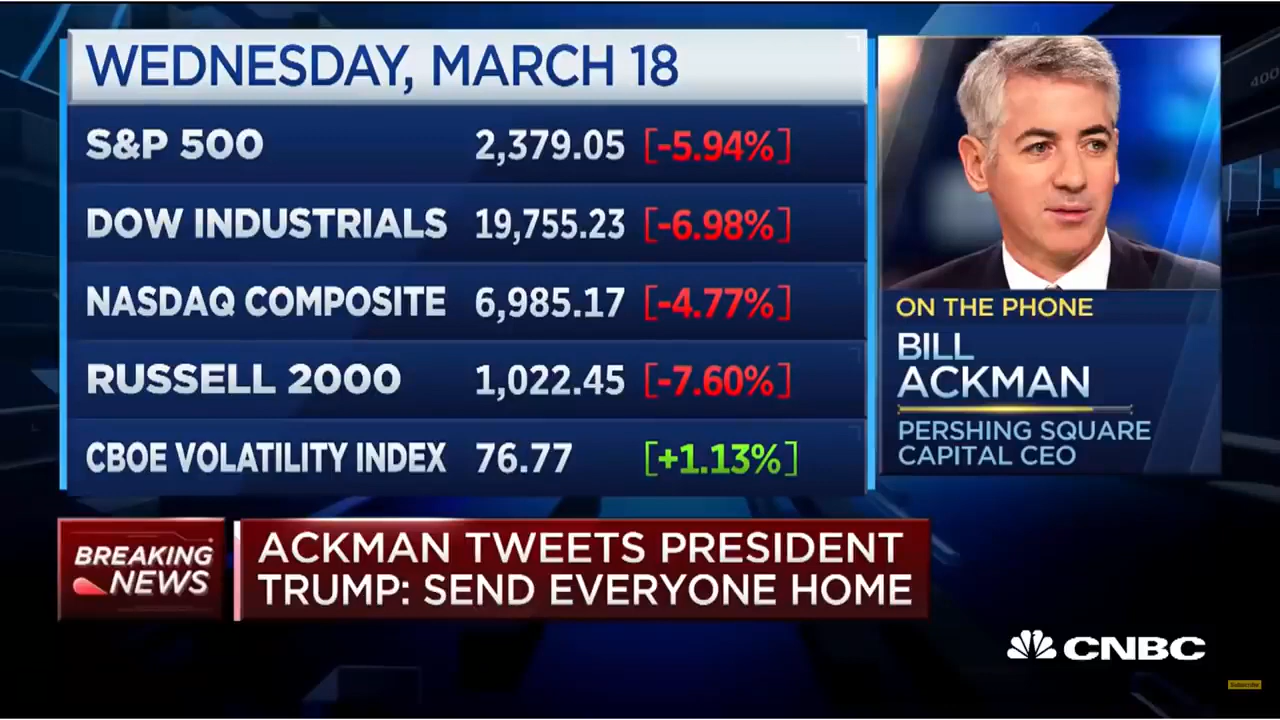 WEDNESDAY, MARCH 18
S&P 500 2,379.05 [-5.94%]
DOW INDUSTRIALS 19,755.23 [-6.98%]
NASDAQ COMPOSITE 6,985.17 [-4.77%]
RUSSELL 2000 1,022.45 [-7.60%]
CBOE VOLATILITY INDEX 76.77 [+1.13%]
ON THE PHONE
BILL
ACKMAN
PERSHING SQUARE
CAPITAL CEO
BREAKING
NEWS
ACKMAN TWEETS PRESIDENT
TRUMP: SEND EVERYONE HOME
CNBC
Subscribe
400